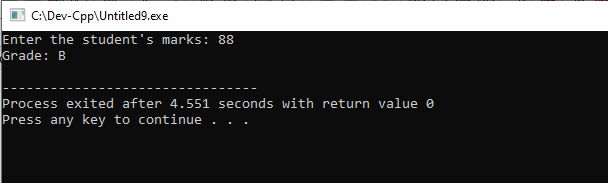 C:\Dev-Cpp\Untitled9.exe
Enter the student's marks: 88
Grade: B
--------------------------------
Process exited after 4.551 seconds with return value 0
Press any key to continue . . .